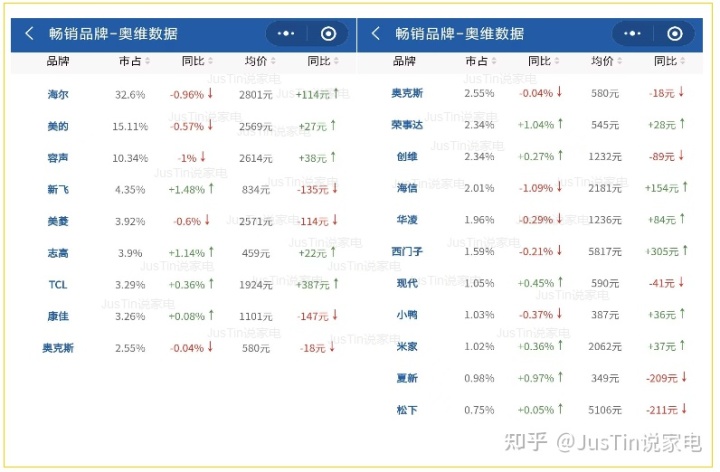 畅销品牌-奥维数据
品牌 市占 同比 均价 同比
海尔 32.6% -0.96%↓ 2801元 +114元↑
美的 15.11% -0.57%↓ 2569元 +27元↑
容声 10.34% -1%↓ 2614元 +38元↑
新飞 4.35% +1.48%↑ 834元 -135元↓
美菱 3.92% -0.6%↓ 2571元 -114元↓
志高 3.9% +1.14%↑ 459元 +22元↑
TCL 3.29% +0.36%↑ 1924元 +387元↑
康佳 3.26% +0.08%↑ 1101元 -147元↓
奥克斯 2.55% -0.04%↓ 580元 -18元↓
畅销品牌-奥维数据
品牌 市占 同比 均价 同比
奥克斯 2.55% -0.04%↓ 580元 -18元↓
荣事达 2.34% +1.04%↑ 545元 +28元↑
创维 2.34% +0.27%↑ 1232元 -89元↓
海信 2.01% -1.09%↓ 2181元 +154元↑
华凌 1.96% -0.29%↓ 1236元 +84元↑
西门子 1.59% -0.21%↓ 5817元 +305元↑
现代 1.05% +0.45%↑ 590元 -41元↓
小鸭 1.03% -0.37%↓ 387元 +36元↑
米家 1.02% +0.36%↑ 2062元 +37元↑
夏新 0.98% +0.97%↑ 349元 -209元↓
松下 0.75% +0.05%↑ 5106元 -211元↓
JusTin说家电
知乎 @JusTin说家电